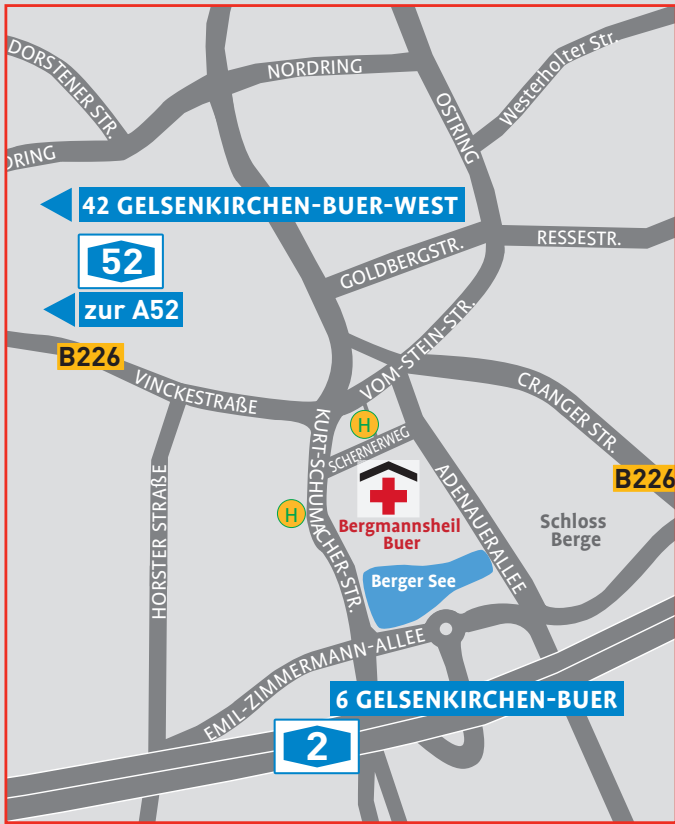 DORSTENER STR.
NORDRING
Westerholter Str.
OSTRING
DRING
42 GELSENKIRCHEN-BUER-WEST
RESSESTR.
52
GOLDBERGSTR.
zur A52
VOM-STEIN-STR.
B226
VINCKESTRASSE
CRANGER STR.
H
SCHERNERWEG
KURT-SCHUMACHER-STR.
B226
ADENAUERALLEE
HORSTER STRAßE
H
Bergmannsheil
Buer
Schloss
Berge
Berger See
EMIL-ZIMMERMANN-ALLEE
6 GELSENKIRCHEN-BUER
2